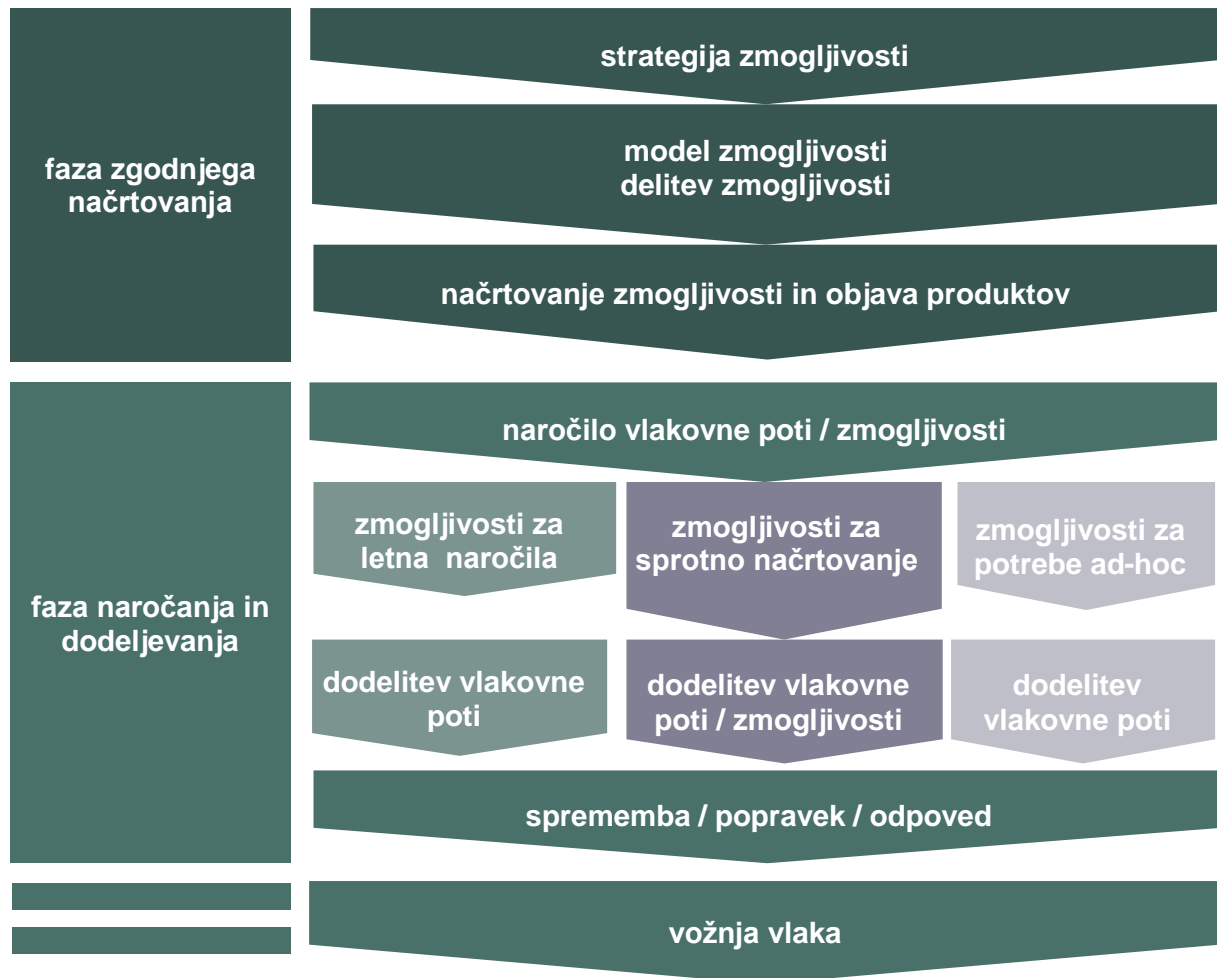 strategija zmogljivosti
faza zgodnjega
načrtovanja
model zmogljivosti
delitev zmogljivosti
načrtovanje zmogljivosti in objava produktov
faza naročanja in
dodeljevanja
naročilo vlakovne poti / zmogljivosti
zmogljivosti za
letna naročila
zmogljivosti za
sprotno načrtovanje
zmogljivosti za
potrebe ad-hoc
dodelitev vlakovne
poti
dodelitev vlakovne
poti / zmogljivosti
dodelitev
vlakovne poti
sprememba / popravek / odpoved
vožnja vlaka